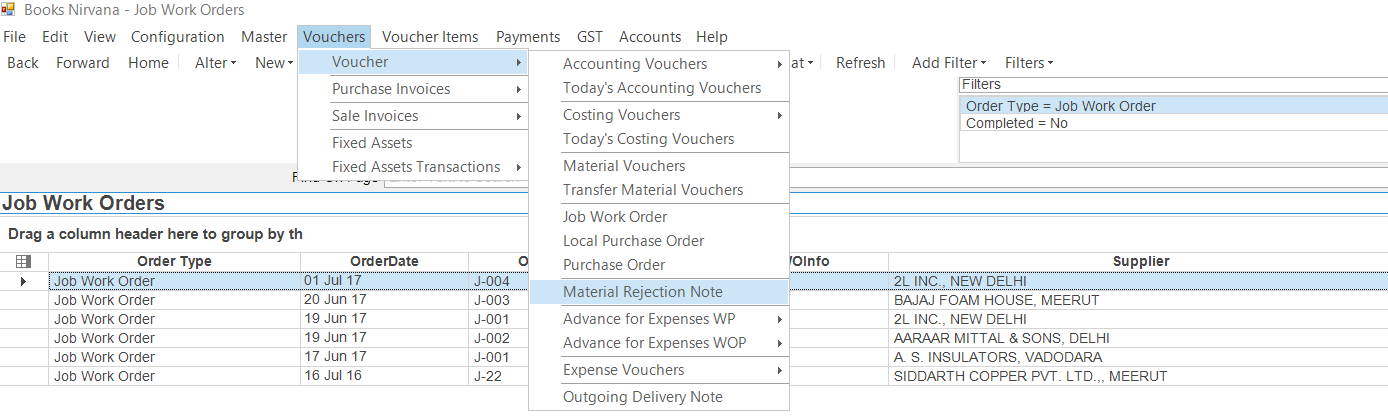 Books Nirvana - Job Work Orders
File Edit View Configuration Master Vouchers Voucher Items Payments GST Accounts Help
Back Forward Home Alter New at Refresh Add Filter Filters
Voucher
Purchase Invoices
Sale Invoices
Fixed Assets
Fixed Assets Transactions
Accounting Vouchers
Today's Accounting Vouchers
Costing Vouchers
Today's Costing Vouchers
Material Vouchers
Transfer Material Vouchers
Job Work Order
Local Purchase Order
Purchase Order
Material Rejection Note
Advance for Expenses WP
Advance for Expenses WOP
Expense Vouchers
Outgoing Delivery Note
Filters
Order Type = Job Work Order
Completed = No
Job Work Orders
Drag a column header here to group by th
Order Type OrderDate O Supplier
Job Work Order 01 Jul 17 J-004 2L INC., NEW DELHI
Job Work Order 20 Jun 17 J-003 BAJAJ FOAM HOUSE, MEERUT
Job Work Order 19 Jun 17 J-001 2L INC., NEW DELHI
Job Work Order 19 Jun 17 J-002 AARAAR MITTAL & SONS, DELHI
Job Work Order 17 Jun 17 J-001 A. S. INSULATORS, VADODARA
Job Work Order 16 Jul 16 J-22 SIDDARTH COPPER PVT. LTD.,, MEERUT